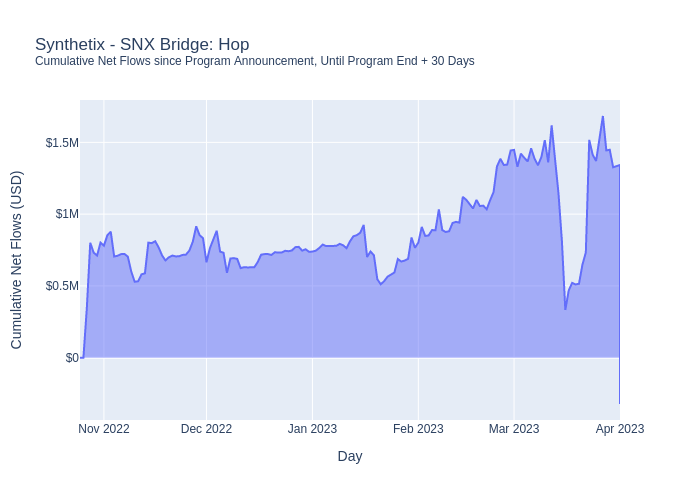 Synthetix - SNX Bridge: Hop
Cumulative Net Flows since Program Announcement, Until Program End + 30 Days
Cumulative Net Flows (USD)
$1.5M
$1M
$0.5M
$0
Nov 2022 Dec 2022 Jan 2023 Feb 2023 Mar 2023 Apr 2023
Day